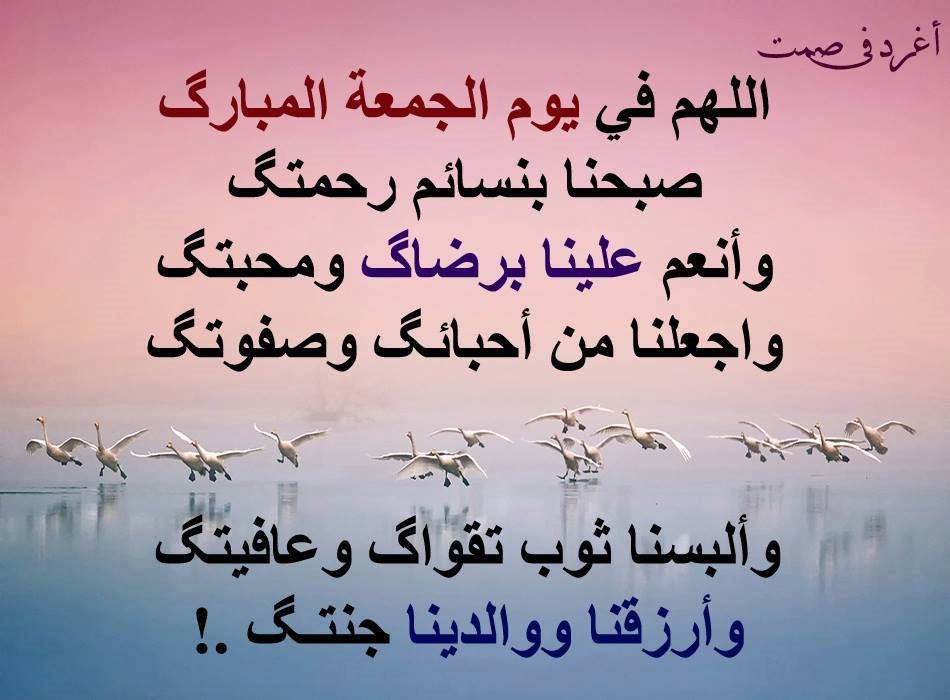 أغرد في صمت
اللهم في يوم الجمعة المبارگ
صبحنا بنسائم رحمتگ
وأنعم علينا برضاگ ومحبتگ
واجعلنا من أحبائگ وصفوتگ
وألبسنا ثوب تقواگ وعافيتگ
وأرزقنا ووالدينا جنتـگ .!